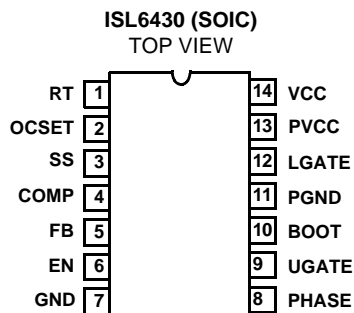 ISL6430 (SOIC)
TOP VIEW
RT 1 14 VCC
OCSET 2 13 PVCC
SS 3 12 LGATE
COMP 4 11 PGND
FB 5 10 BOOT
EN 6 9 UGATE
GND 7 8 PHASE